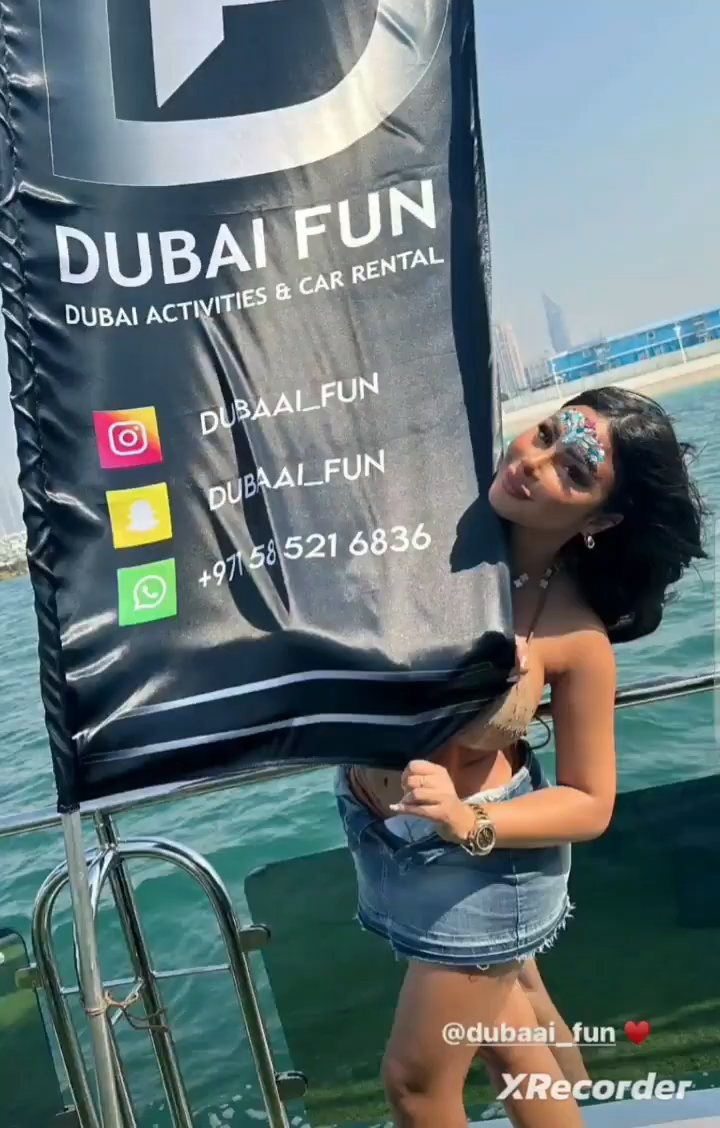 DUBAI FUN
DUBAI ACTIVITIES & CAR RENTAL
DUBAAI_FUN
DUBAAI_FUN
+971 58 521 6836
@dubaai_fun
XRecorder